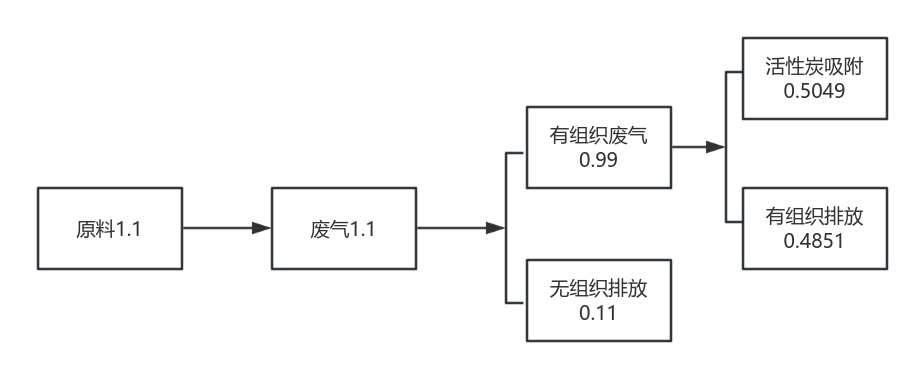 原料1.1
废气1.1
有组织废气
0.99
无组织排放
0.11
活性炭吸附
0.5049
有组织排放
0.4851